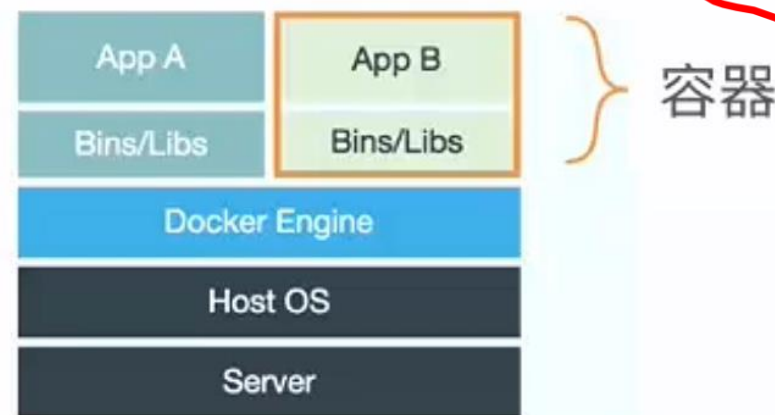 App A App B
容器
Bins/Libs Bins/Libs
Docker Engine
Host OS
Server